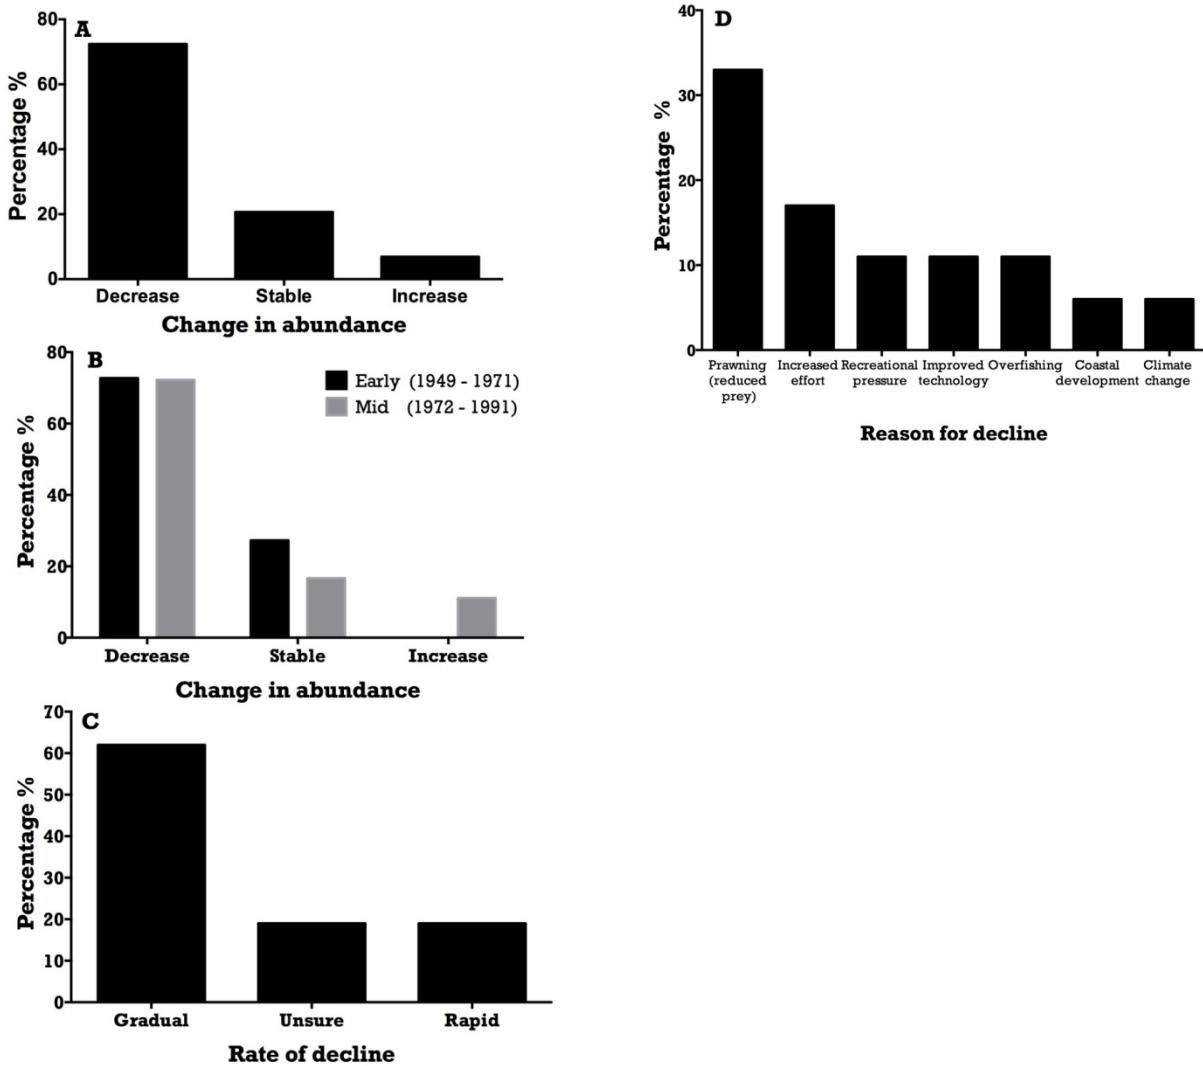 A
Percentage %
80
60
40
20
0
Decrease Stable Increase
Change in abundance
B
Early (1949 - 1971)
Mid (1972 - 1991)
Percentage %
80
60
40
20
0
Decrease Stable Increase
Change in abundance
C
Percentage %
70
60
50
40
30
20
10
0
Gradual Unsure Rapid
Rate of decline
D
Percentage %
40
30
20
10
0
Prawning
(reduced
prey)
Increased
effort
Recreational
pressure
Improved
technology
Overfishing
Coastal
development
Climate
change
Reason for decline